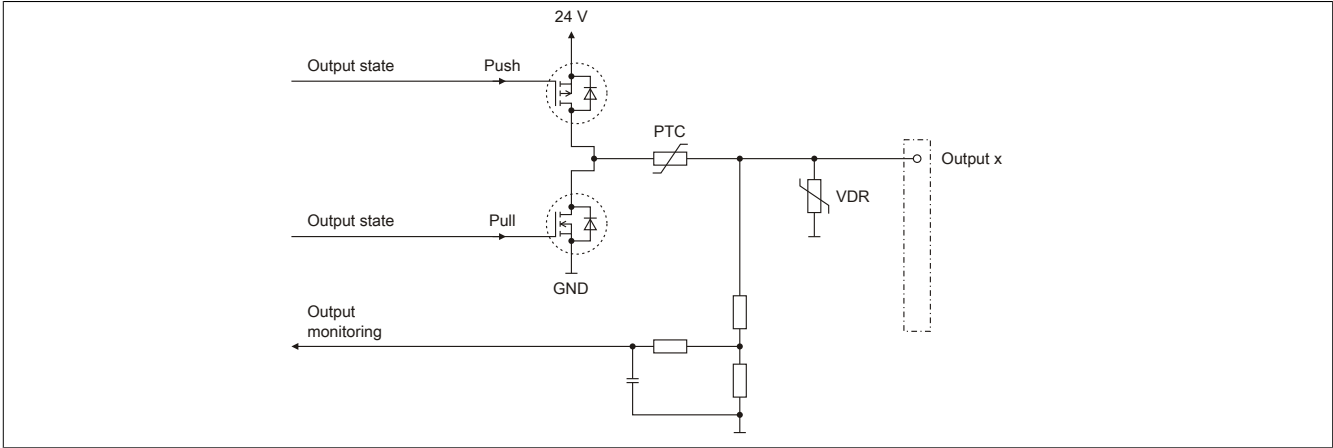 24 V
Output state
Push
PTC
Output x
VDR
Output state
Pull
GND
Output
monitoring